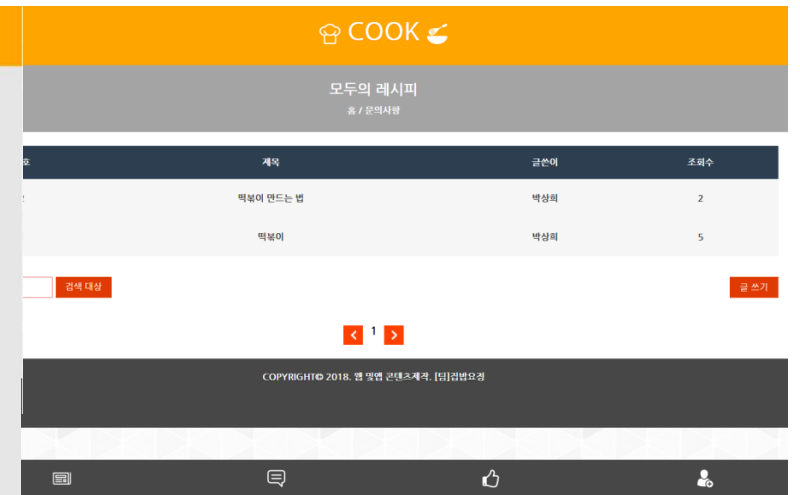 COOK
모두의 레시피
홈 / 문의사항
호 제목 글쓴이 조회수
떡볶이 만드는 법 박상희 2
떡볶이 박상희 5
검색 대상 글 쓰기
1
COPYRIGHT© 2018. 웹 및앱 콘텐츠제작, [팀]김밥요정